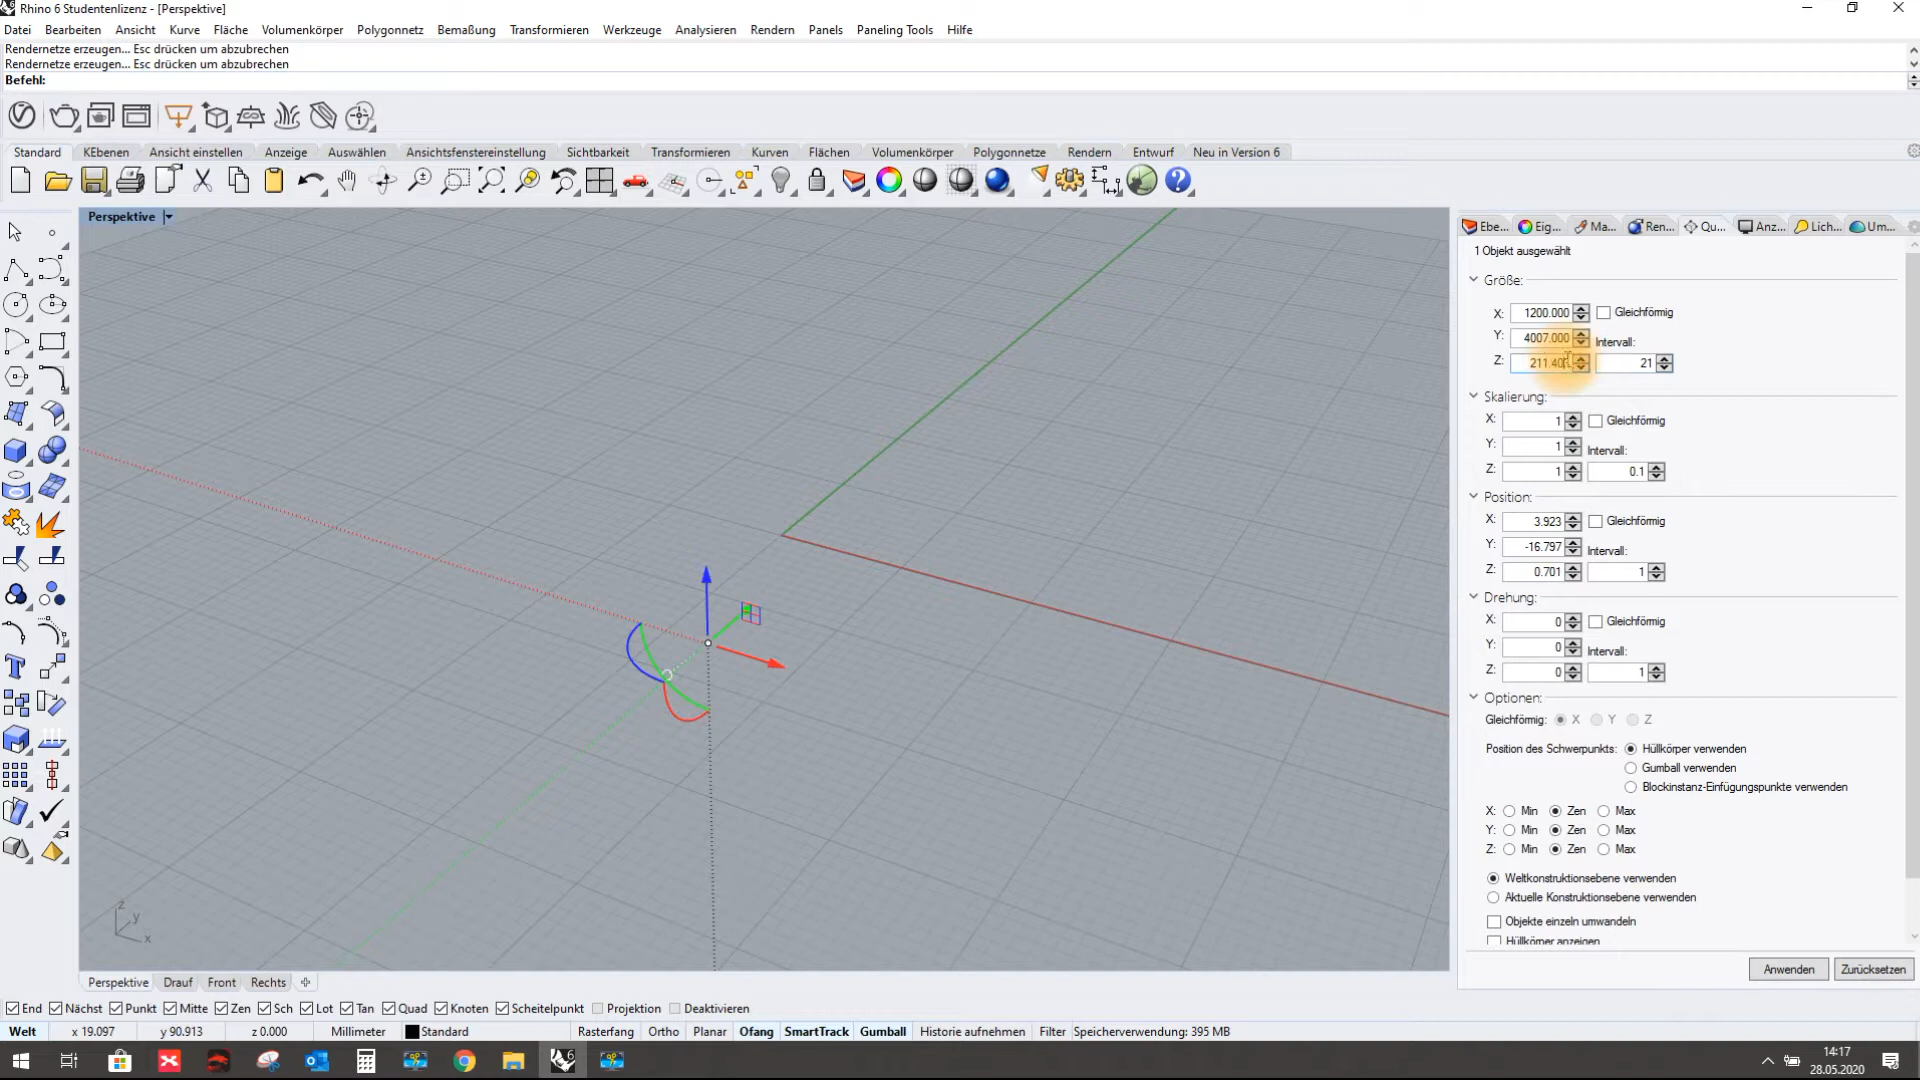 Rhino 6 Studentenlizenz - [Perspektive]
Datei Bearbeiten Ansicht Kurve Fläche Volumenkörper Polygonnetz Bemaßung Transformieren Werkzeuge Analysieren Rendern Panels Paneling Tools Hilfe
Rendernetze erzeugen... Esc drücken um abzubrechen
Rendernetze erzeugen... Esc drücken um abzubrechen
Befehl:
Standard KEbenen Ansicht einstellen Anzeige Auswählen Ansichtsfenstereinstellung Sichtbarkeit Transformieren Kurven Flächen Volumenkörper Polygonnetze Rendern Entwurf Neu in Version 6
Perspektive
Ebe... Eig... Ma... Ren... Qu... Anz... Lich... Um...
1 Objekt ausgewählt
Größe:
X: 1200.000 Gleichförmig
Y: 4007.000 Intervall:
Z: 211.40 21
Skalierung:
X: 1 Gleichförmig
Y: 1 Intervall:
Z: 1 0.1
Position:
X: 3.923 Gleichförmig
Y: -16.797 Intervall:
Z: 0.701 1
Drehung:
X: 0 Gleichförmig
Y: 0 Intervall:
Z: 0 1
Optionen:
Gleichförmig: X Y Z
Position des Schwerpunkts: Hüllkörper verwenden
Gumball verwenden
Blockinstanz-Einfügungspunkte verwenden
X: Min Zen Max
Y: Min Zen Max
Z: Min Zen Max
Weltkonstruktionsebene verwenden
Aktuelle Konstruktionsebene verwenden
Objekte einzeln umwandeln
Hüllkörper anzeigen
z
y
x
Anwenden Zurücksetzen
Perspektive Drauf Front Rechts
End Nächst Punkt Mitte Zen Sch Lot Tan Quad Knoten Scheitelpunkt Projektion Deaktivieren
Welt x 19.097 y 90.913 z 0.000 Millimeter Standard Rasterfang Ortho Planar Ofang SmartTrack Gumball Historie aufnehmen Filter Speicherverwendung: 395 MB
14:17
28.05.2020